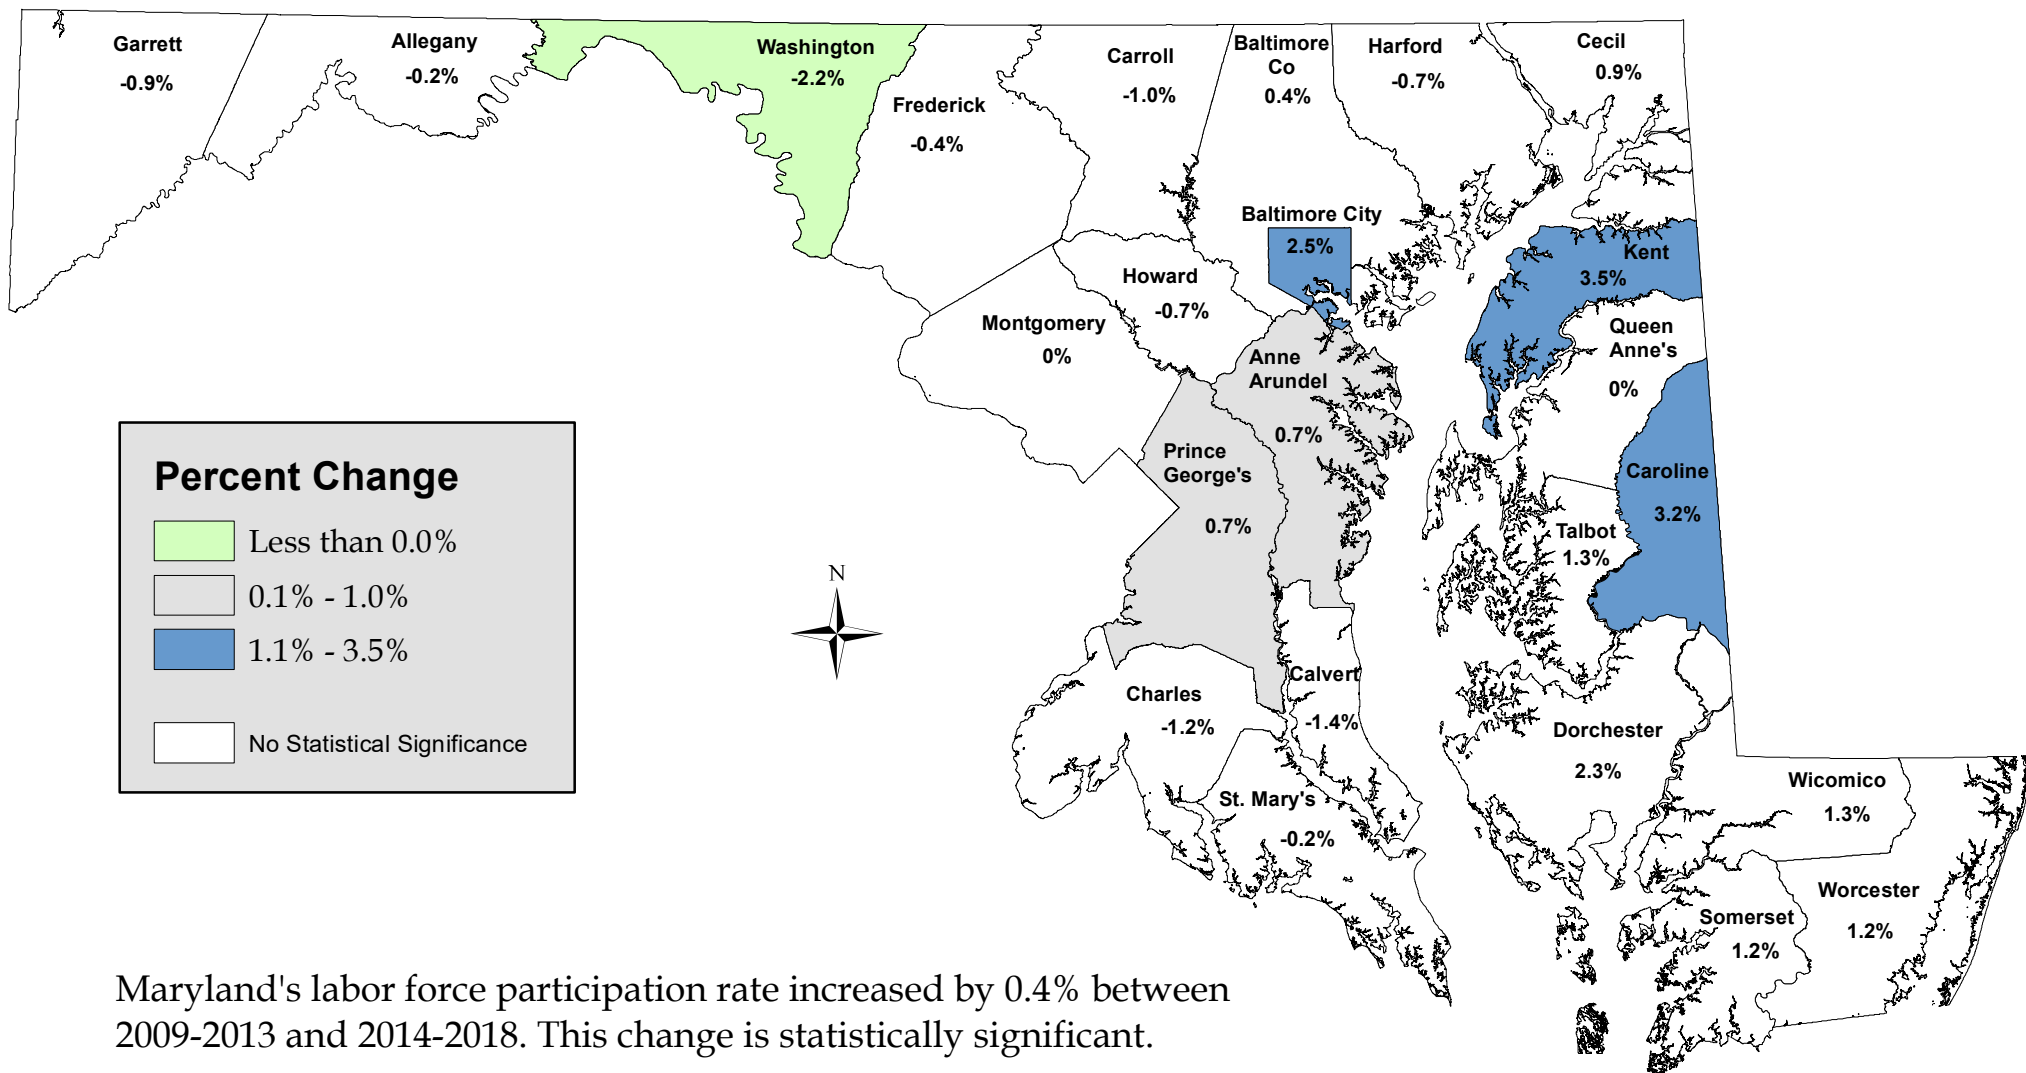 Garrett
-0.9%
Allegany
-0.2%
Washington
-2.2%
Frederick
-0.4%
Carroll
-1.0%
Baltimore
Co
0.4%
Harford
-0.7%
Cecil
0.9%
Baltimore City
2.5%
Kent
3.5%
Howard
-0.7%
Montgomery
0%
Queen
Anne's
0%
Anne
Arundel
0.7%
Prince
George's
0.7%
Caroline
3.2%
Talbot
1.3%
Percent Change
Less than 0.0%
0.1% - 1.0%
1.1% - 3.5%
No Statistical Significance
N
Charles
-1.2%
Calvert
-1.4%
St. Mary's
-0.2%
Dorchester
2.3%
Wicomico
1.3%
Somerset
1.2%
Worcester
1.2%
Maryland's labor force participation rate increased by 0.4% between
2009-2013 and 2014-2018. This change is statistically significant.